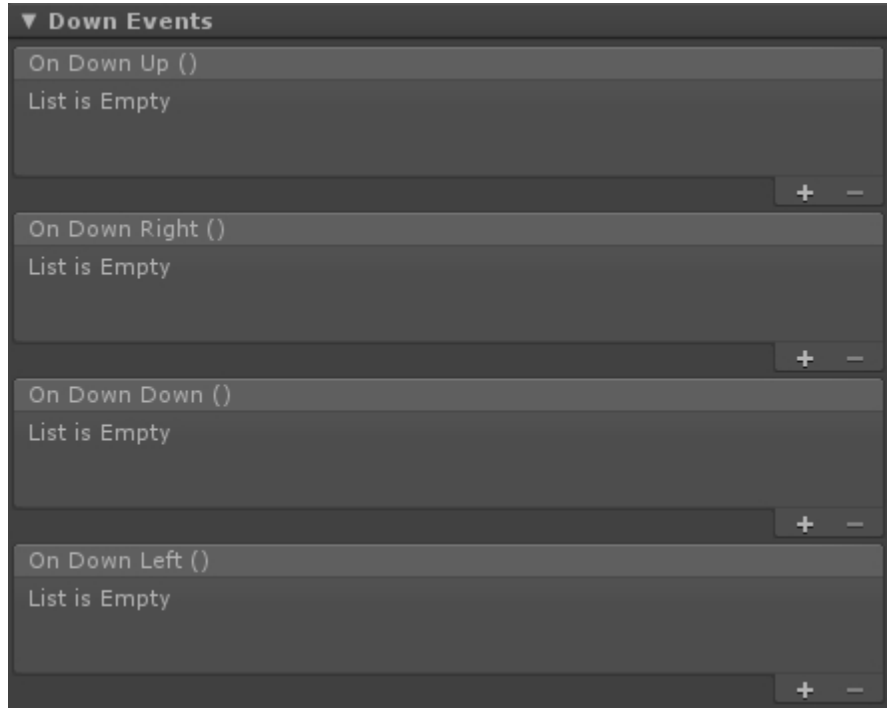 ▼ Down Events
On Down Up ()
List is Empty
+ −
On Down Right ()
List is Empty
+ −
On Down Down ()
List is Empty
+ −
On Down Left ()
List is Empty
+ −